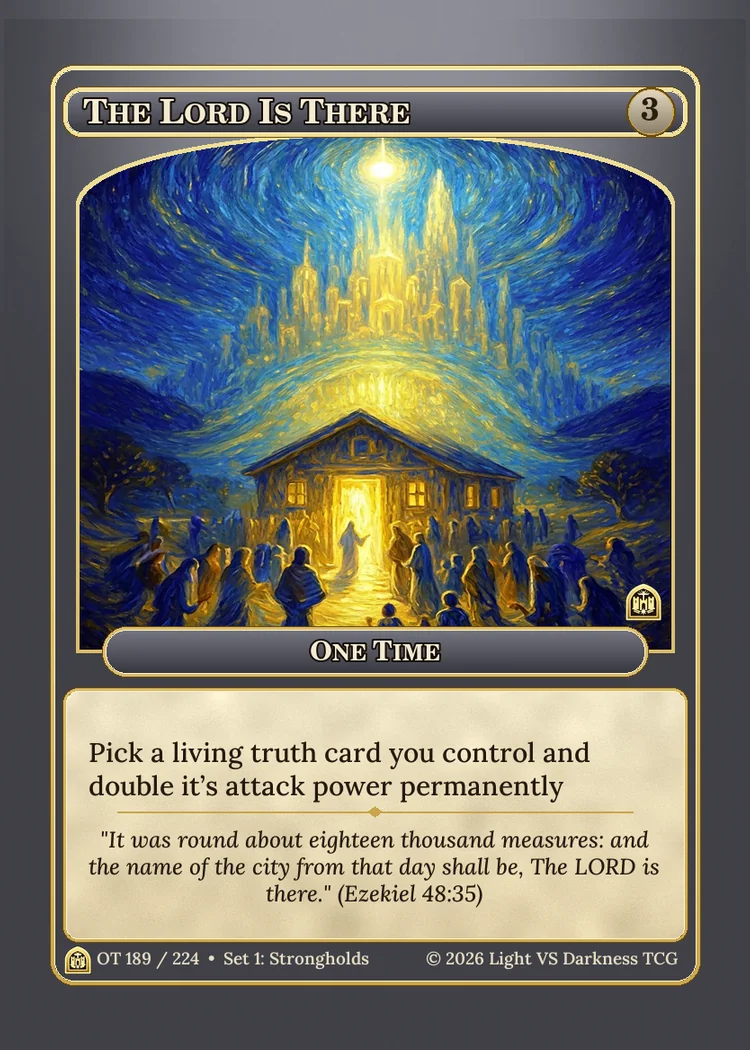 The Lord Is There
3
One Time
Pick a living truth card you control and
double it’s attack power permanently
"It was round about eighteen thousand measures: and
the name of the city from that day shall be, The LORD is
there." (Ezekiel 48:35)
OT 189 / 224 • Set 1: Strongholds
© 2026 Light VS Darkness TCG